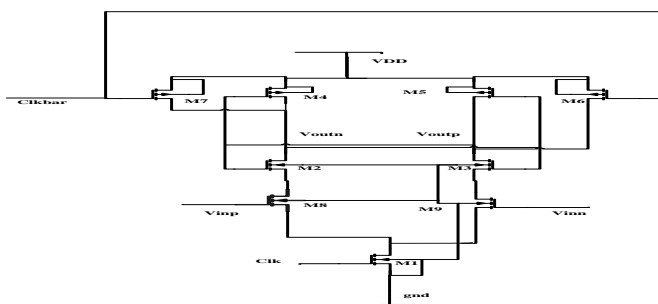 VDD
M7
M4
M5
M6
Clkbar
Voutn
Voutp
M2
M3
M8
M9
Vinp
Vinn
Clk
M1
gnd